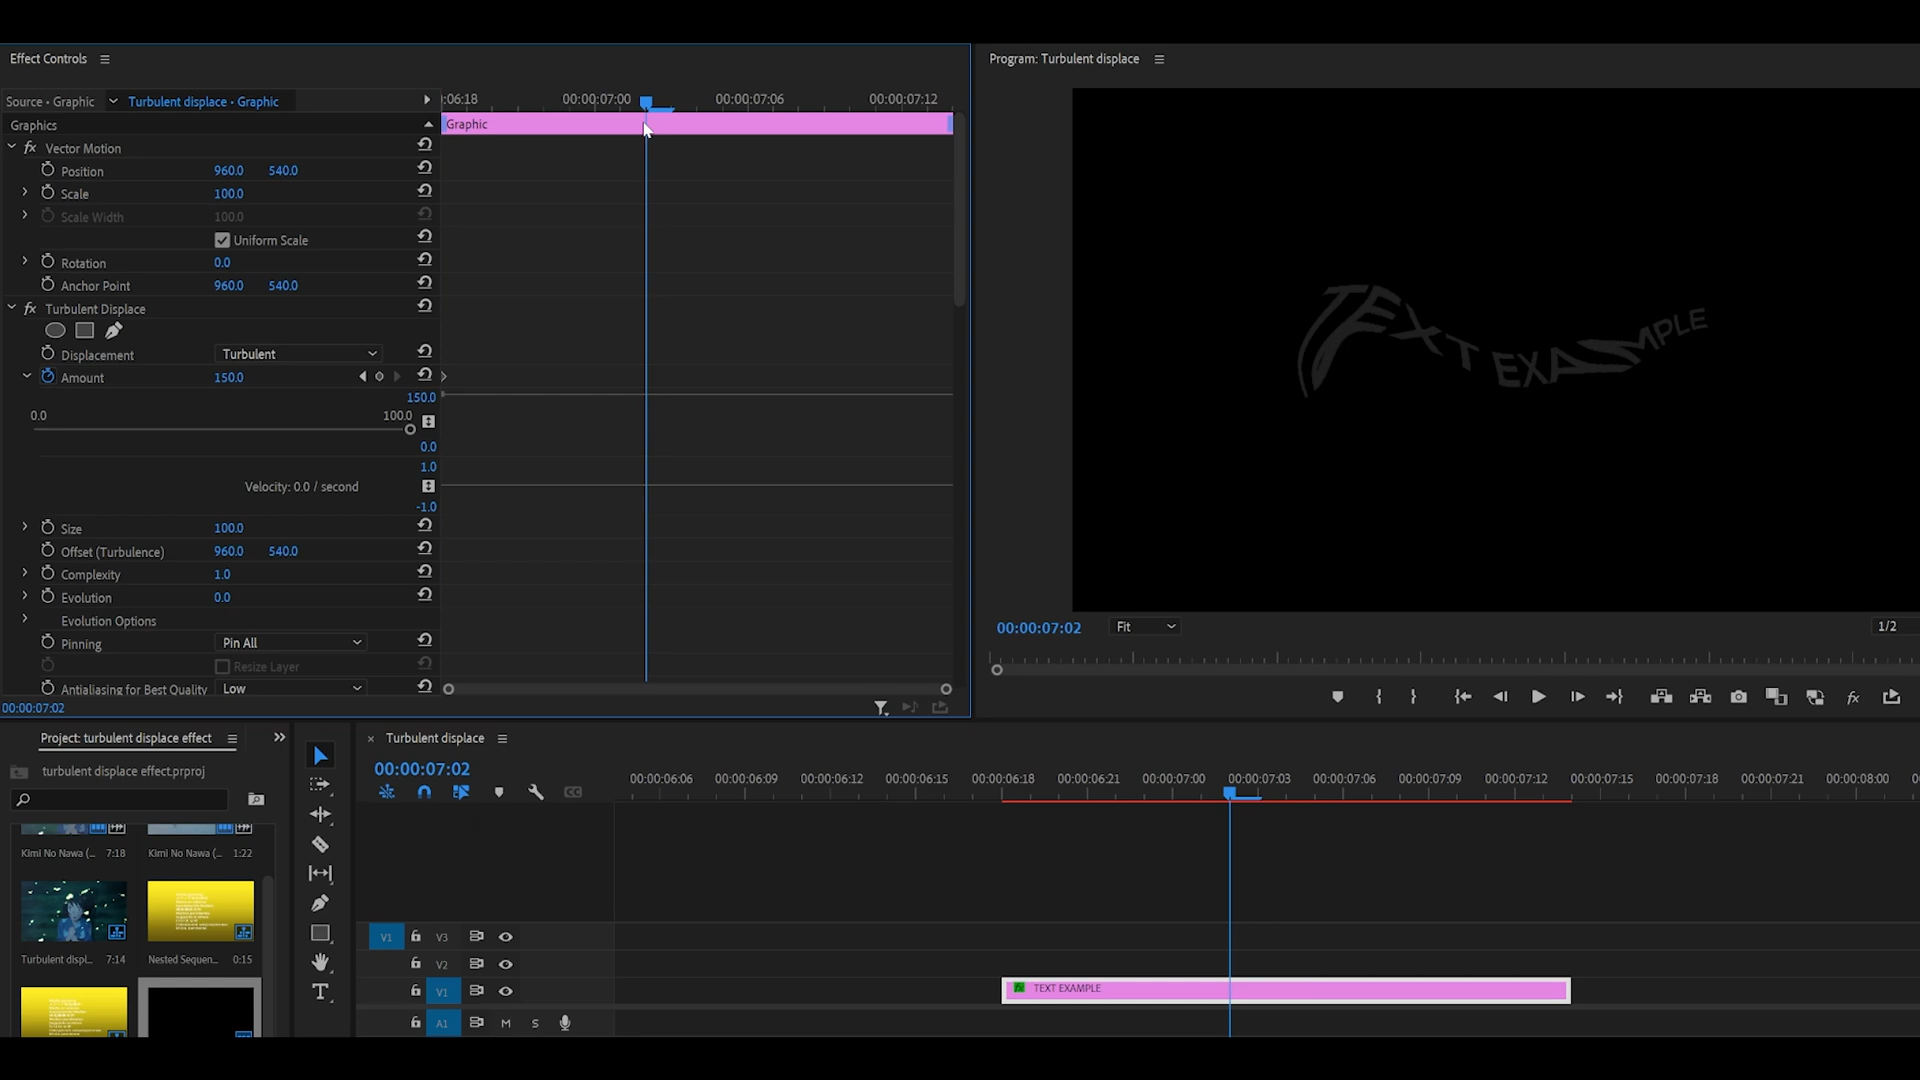 Effect Controls
Program: Turbulent displace
Source • Graphic
Turbulent displace • Graphic
:06:18
00:00:07:00
00:00:07:06
00:00:07:12
Graphics
Graphic
fx Vector Motion
Position 960.0 540.0
Scale 100.0
Scale Width 100.0
Uniform Scale
Rotation 0.0
Anchor Point 960.0 540.0
fx Turbulent Displace
Displacement Turbulent
Amount 150.0
150.0
0.0 100.0
0.0
1.0
Velocity: 0.0 / second
-1.0
Size 100.0
Offset (Turbulence) 960.0 540.0
Complexity 1.0
Evolution 0.0
Evolution Options
Pinning Pin All
Resize Layer
Antialiasing for Best Quality Low
00:00:07:02
TEXT EXAMPLE
00:00:07:02 Fit 1/2
fx
Project: turbulent displace effect
turbulent displace effect.prproj
Kimi No Nawa (... 7:18
Kimi No Nawa (... 1:22
Turbulent displ... 7:14
Nested Sequen... 0:15
× Turbulent displace
00:00:07:02
00:00:06:06 00:00:06:09 00:00:06:12 00:00:06:15 00:00:06:18 00:00:06:21 00:00:07:00 00:00:07:03 00:00:07:06 00:00:07:09 00:00:07:12 00:00:07:15 00:00:07:18 00:00:07:21 00:00:08:00
CC
T
V1 V3
V2
V1
fx TEXT EXAMPLE
A1 M S